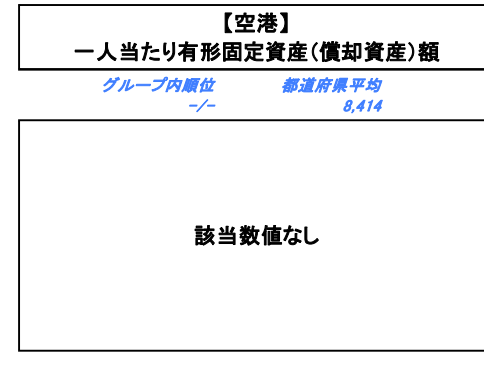 【空港】
一人当たり有形固定資産(償却資産)額
グループ内順位 都道府県平均
-/- 8,414
該当数値なし